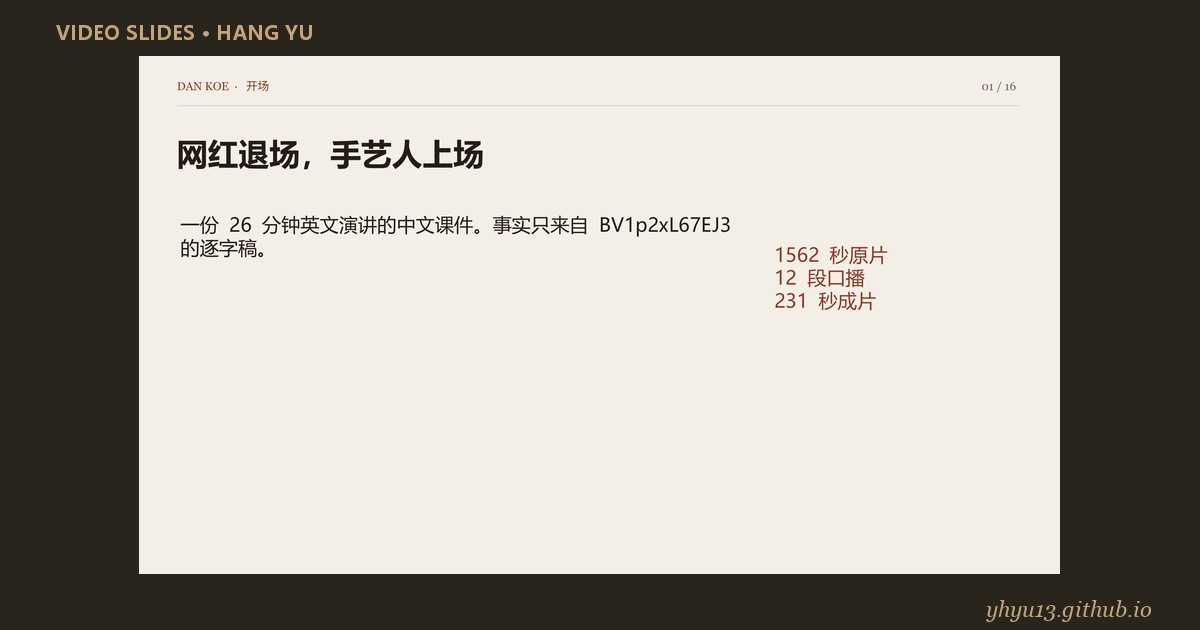 VIDEO SLIDES • HANG YU
DAN KOE · 开场
01 / 16
网红退场，手艺人上场
一份 26 分钟英文演讲的中文课件。事实只来自 BV1p2xL67EJ3
的逐字稿。
1562 秒原片
12 段口播
231 秒成片
yhyu13.github.io